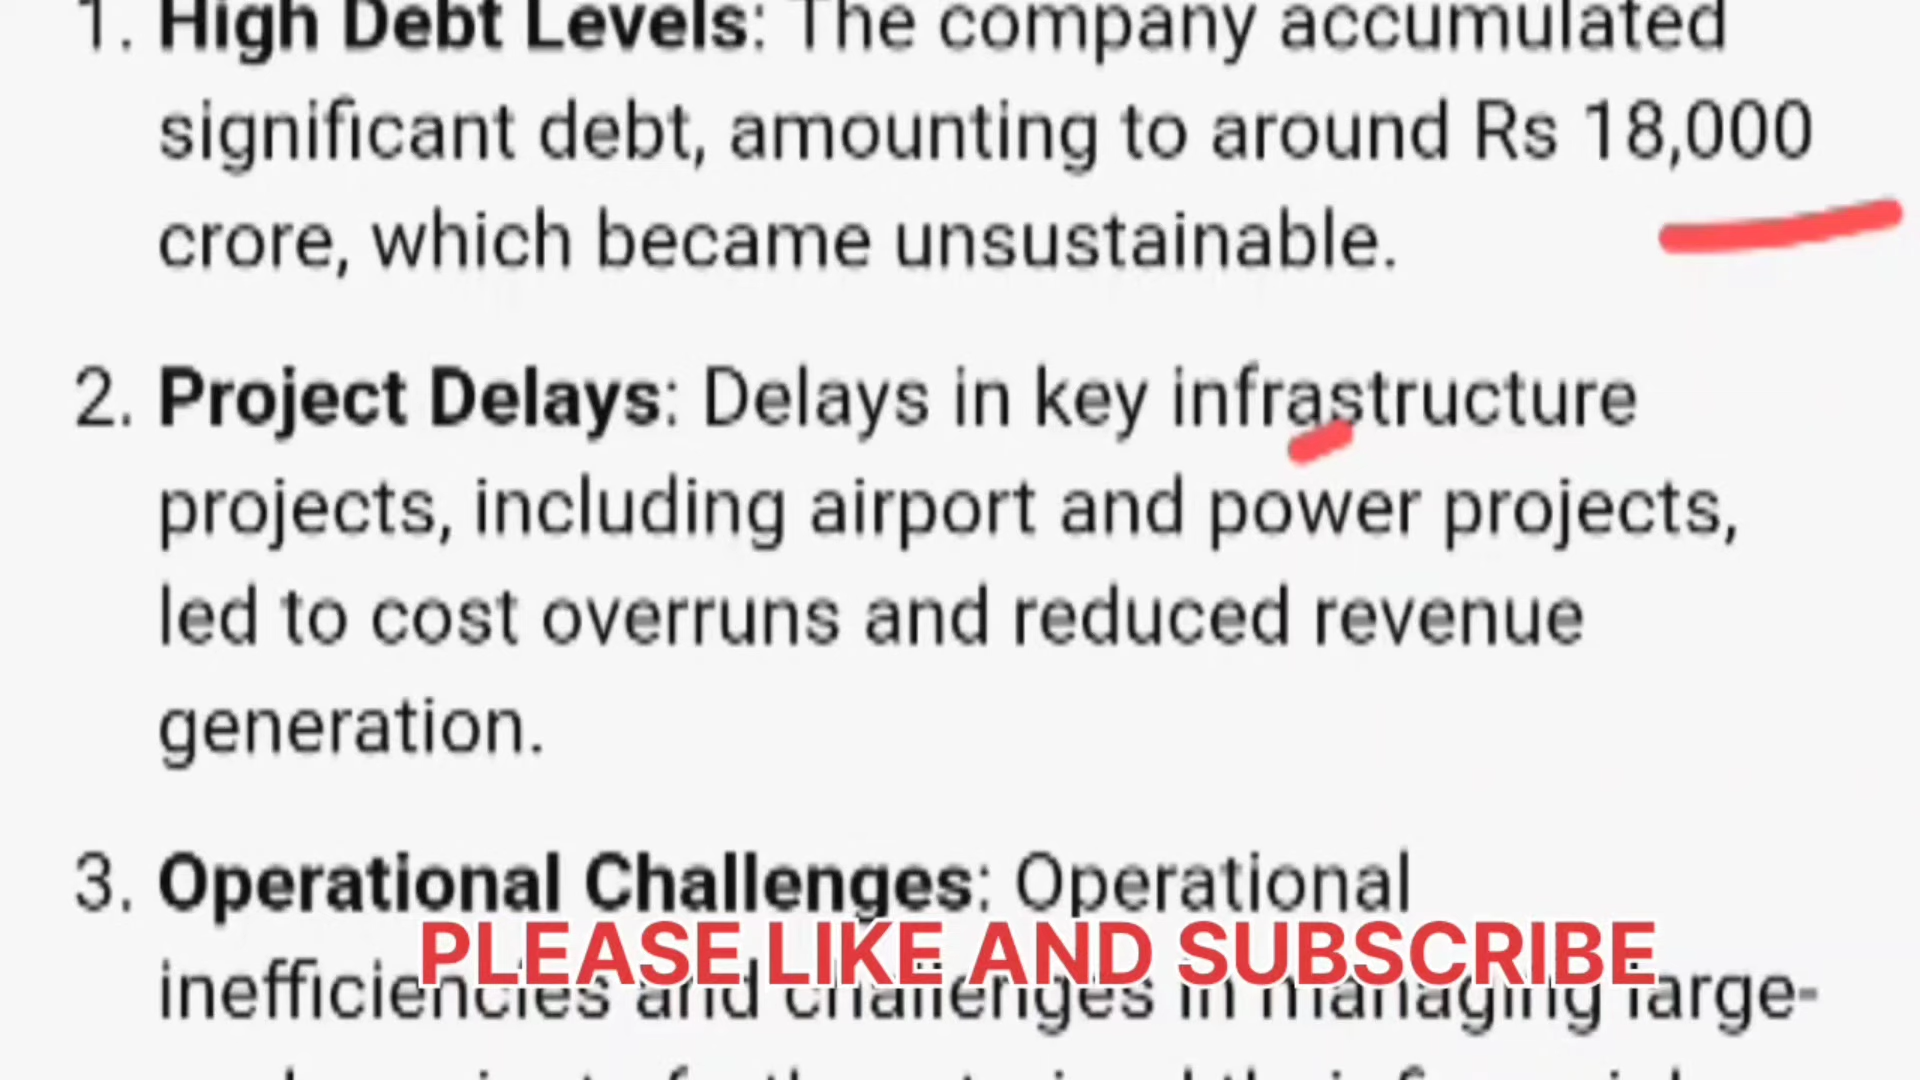 1. High Debt Levels: The company accumulated
significant debt, amounting to around Rs 18,000
crore, which became unsustainable.
2. Project Delays: Delays in key infrastructure
projects, including airport and power projects,
led to cost overruns and reduced revenue
generation.
3. Operational Challenges: Operational
PLEASE LIKE AND SUBSCRIBE
inefficiencies and challenges in managing large-